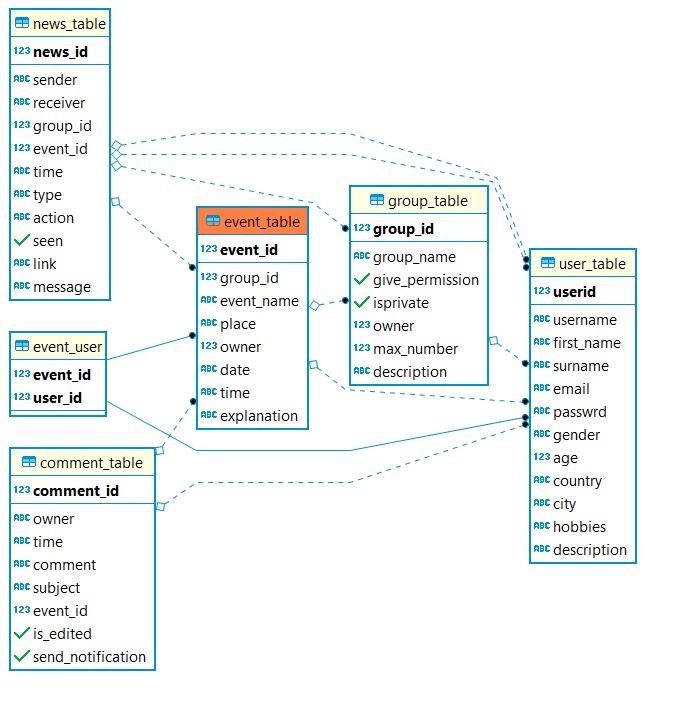 news_table
123 news_id
ABC sender
ABC receiver
123 group_id
123 event_id
ABC time
ABC type
ABC action
seen
ABC link
ABC message
event_user
123 event_id
123 user_id
comment_table
123 comment_id
ABC owner
ABC time
ABC comment
ABC subject
123 event_id
is_edited
send_notification
event_table
123 event_id
123 group_id
ABC event_name
ABC place
123 owner
ABC date
ABC time
ABC explanation
group_table
123 group_id
ABC group_name
give_permission
isprivate
123 owner
123 max_number
ABC description
user_table
123 userid
ABC username
ABC first_name
ABC surname
ABC email
ABC passwrd
ABC gender
123 age
ABC country
ABC city
ABC hobbies
ABC description